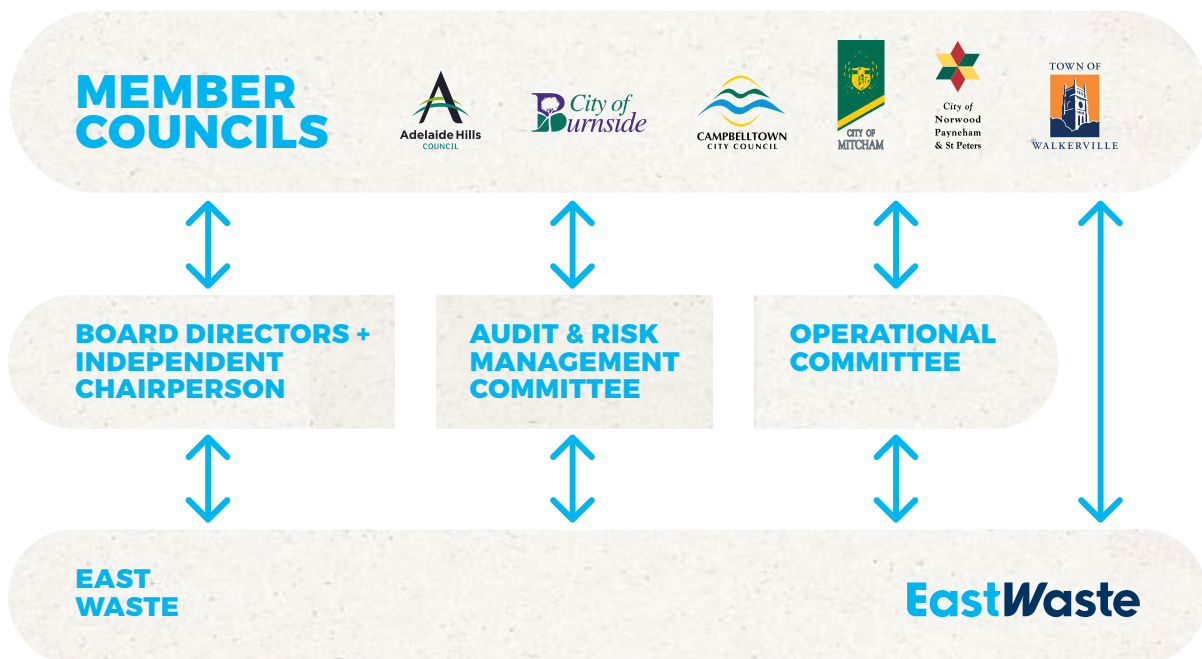 MEMBER
COUNCILS
Adelaide Hills
COUNCIL
City of
Burnside
CAMPBELLTOWN
CITY COUNCIL
CITY OF
MITCHAM
City of
Norwood
Payneham
& St Peters
TOWN OF
WALKERVILLE
BOARD DIRECTORS +
INDEPENDENT
CHAIRPERSON
AUDIT & RISK
MANAGEMENT
COMMITTEE
OPERATIONAL
COMMITTEE
EAST
WASTE
EastWaste